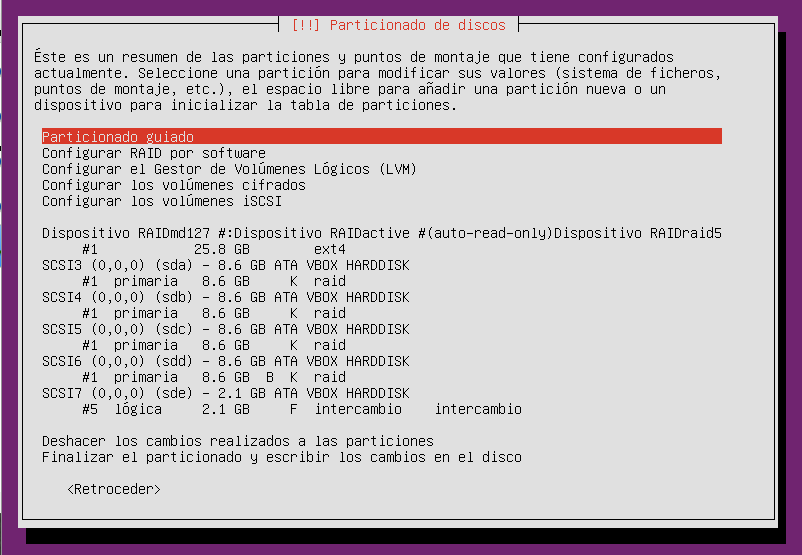 [!!] Particionado de discos
Éste es un resumen de las particiones y puntos de montaje que tiene configurados
actualmente. Seleccione una partición para modificar sus valores (sistema de ficheros,
puntos de montaje, etc.), el espacio libre para añadir una partición nueva o un
dispositivo para inicializar la tabla de particiones.
Particionado guiado
Configurar RAID por software
Configurar el Gestor de Volúmenes Lógicos (LVM)
Configurar los volúmenes cifrados
Configurar los volúmenes iSCSI
Dispositivo RAIDmd127 #:Dispositivo RAIDactive #(auto-read-only)Dispositivo RAIDraid5
#1 25.8 GB ext4
SCSI3 (0,0,0) (sda) - 8.6 GB ATA VBOX HARDDISK
#1 primaria 8.6 GB K raid
SCSI4 (0,0,0) (sdb) - 8.6 GB ATA VBOX HARDDISK
#1 primaria 8.6 GB K raid
SCSI5 (0,0,0) (sdc) - 8.6 GB ATA VBOX HARDDISK
#1 primaria 8.6 GB K raid
SCSI6 (0,0,0) (sdd) - 8.6 GB ATA VBOX HARDDISK
#1 primaria 8.6 GB B K raid
SCSI7 (0,0,0) (sde) - 2.1 GB ATA VBOX HARDDISK
#5 lógica 2.1 GB F intercambio intercambio
Deshacer los cambios realizados a las particiones
Finalizar el particionado y escribir los cambios en el disco
<Retroceder>